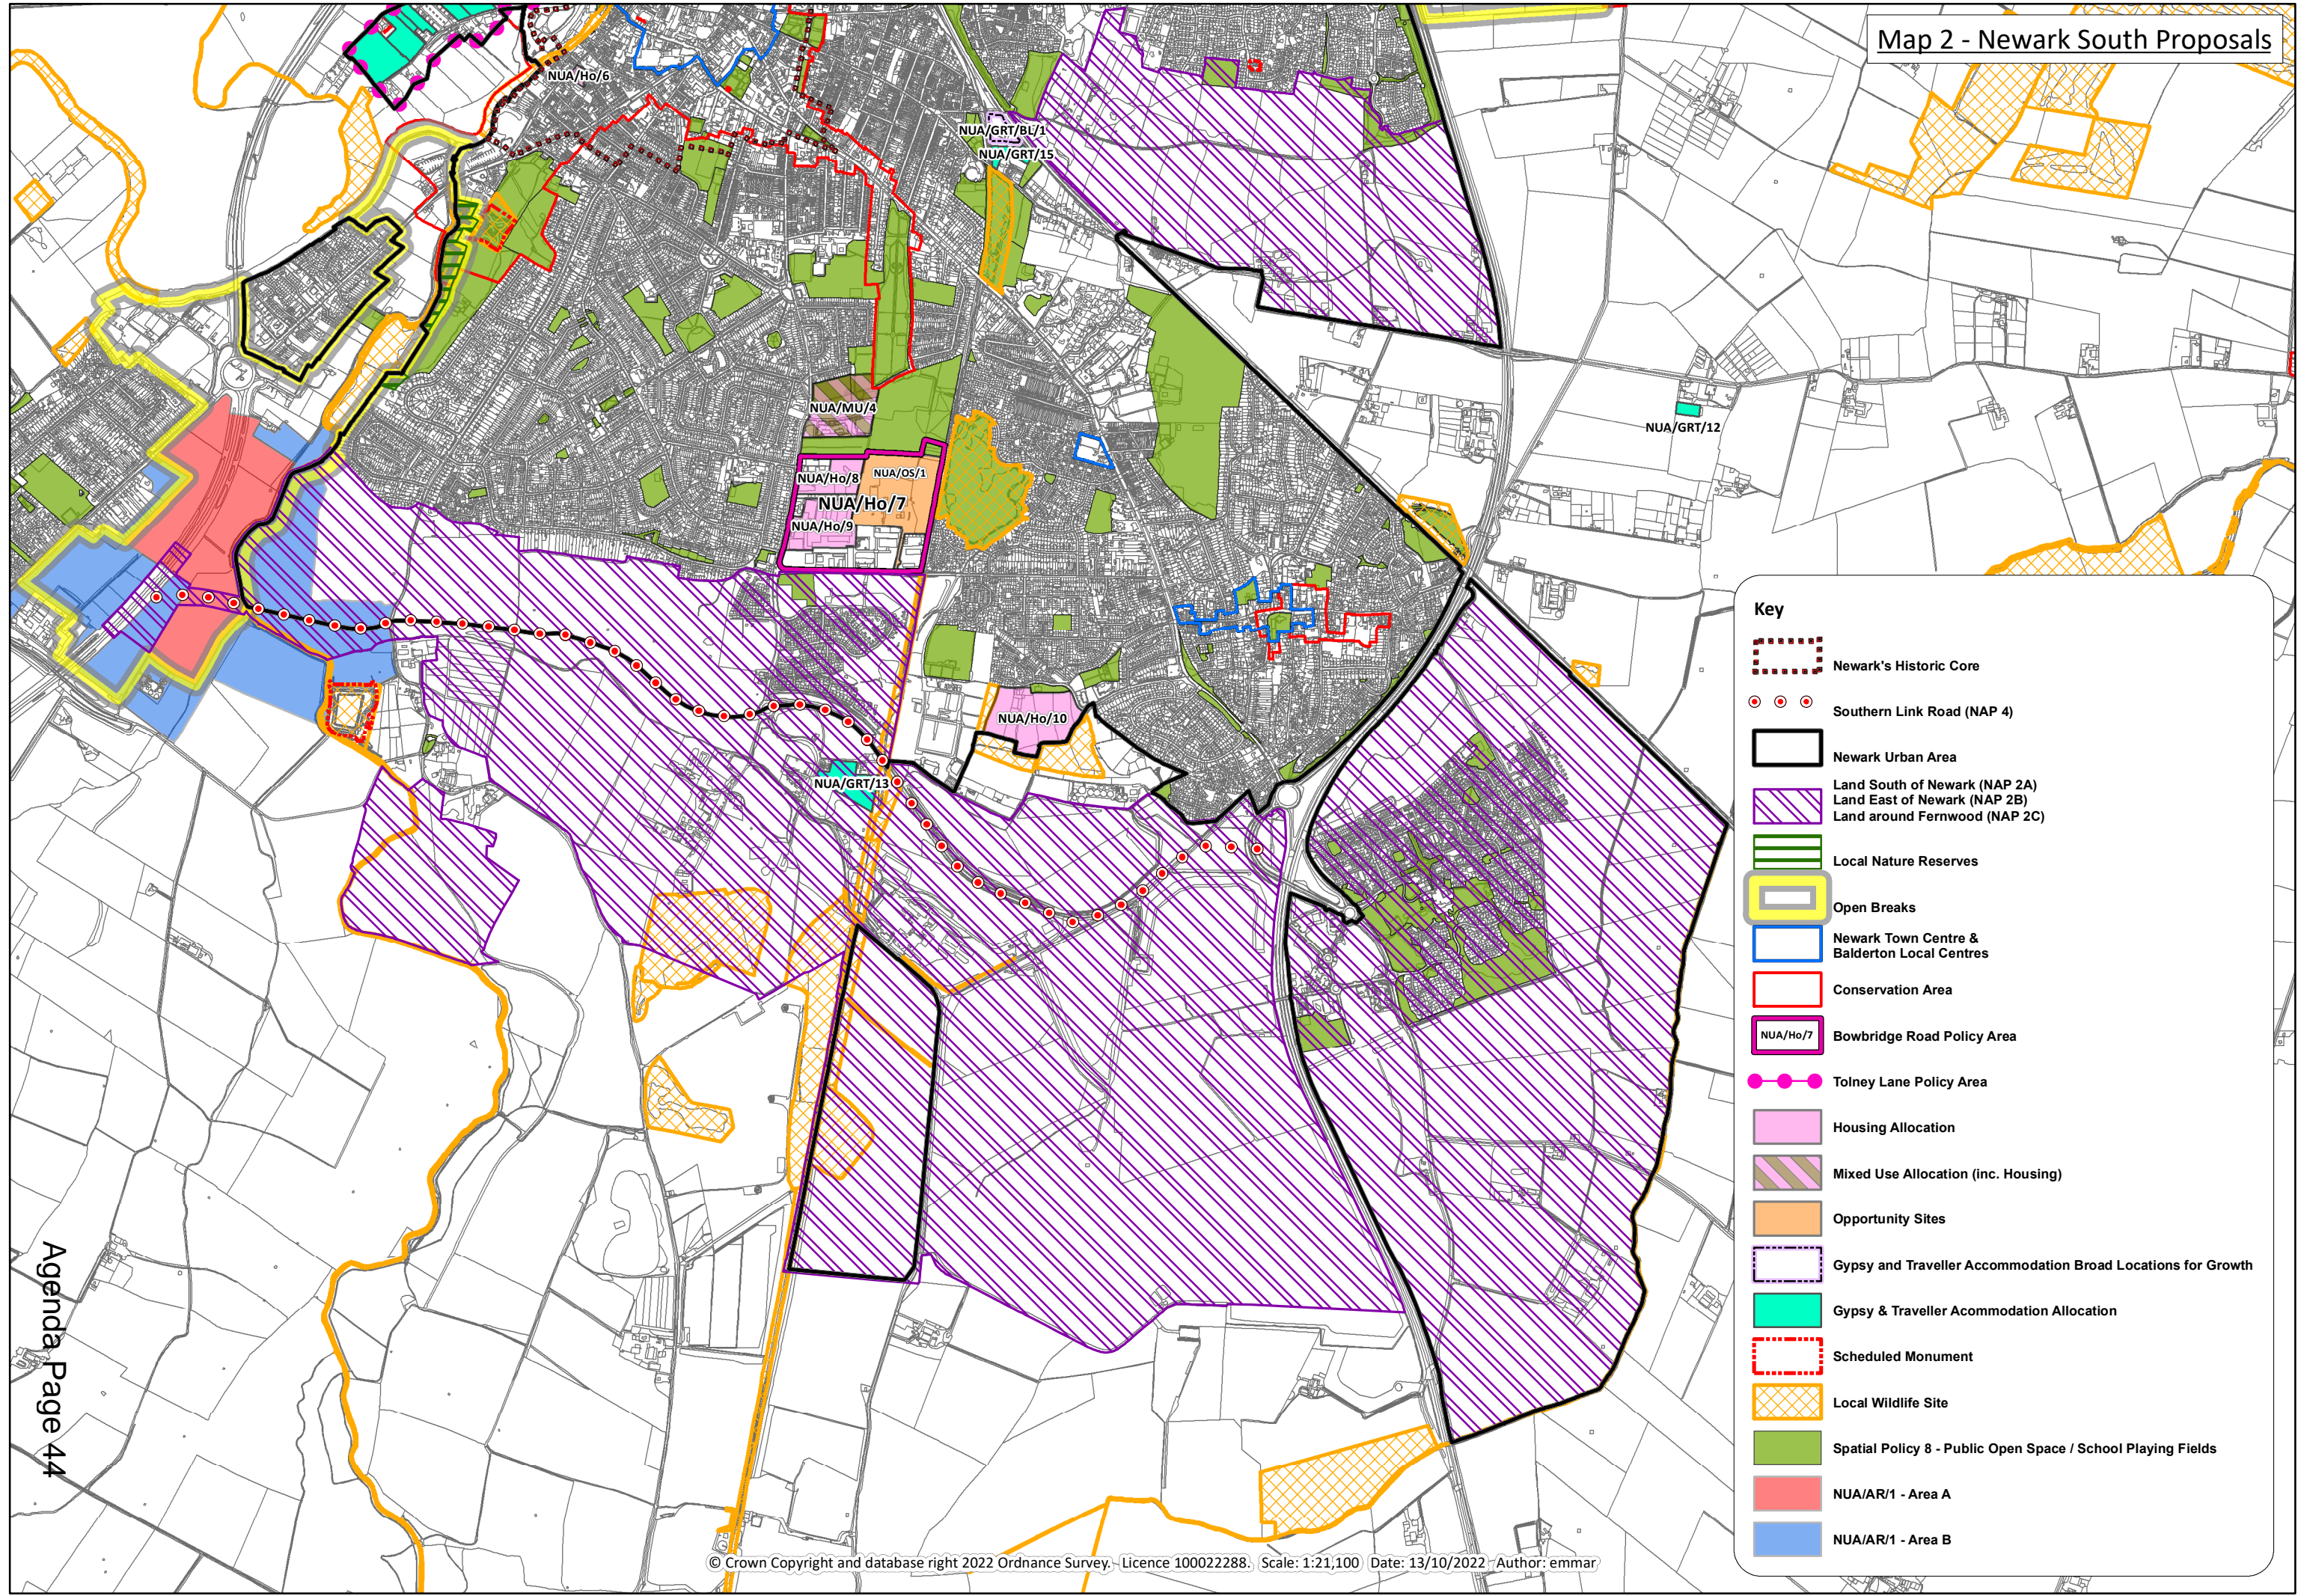 Map 2 - Newark South Proposals
NUA/Ho/6
NUA/GRT/BL/1
NUA/GRT/15
NUA/MU/4
NUA/GRT/12
NUA/OS/1
NUA/Ho/8
NUA/Ho/7
NUA/Ho/9
NUA/Ho/10
NUA/GRT/13
Key
Newark's Historic Core
Southern Link Road (NAP 4)
Newark Urban Area
Land South of Newark (NAP 2A)
Land East of Newark (NAP 2B)
Land around Fernwood (NAP 2C)
Local Nature Reserves
Open Breaks
Newark Town Centre &
Balderton Local Centres
Conservation Area
NUA/Ho/7
Bowbridge Road Policy Area
Tolney Lane Policy Area
Housing Allocation
Mixed Use Allocation (inc. Housing)
Opportunity Sites
Gypsy and Traveller Accommodation Broad Locations for Growth
Gypsy & Traveller Acommodation Allocation
Scheduled Monument
Local Wildlife Site
Spatial Policy 8 - Public Open Space / School Playing Fields
NUA/AR/1 - Area A
NUA/AR/1 - Area B
Agenda Page 44
© Crown Copyright and database right 2022 Ordnance Survey. Licence 100022288. Scale: 1:21,100 Date: 13/10/2022 Author: emmar